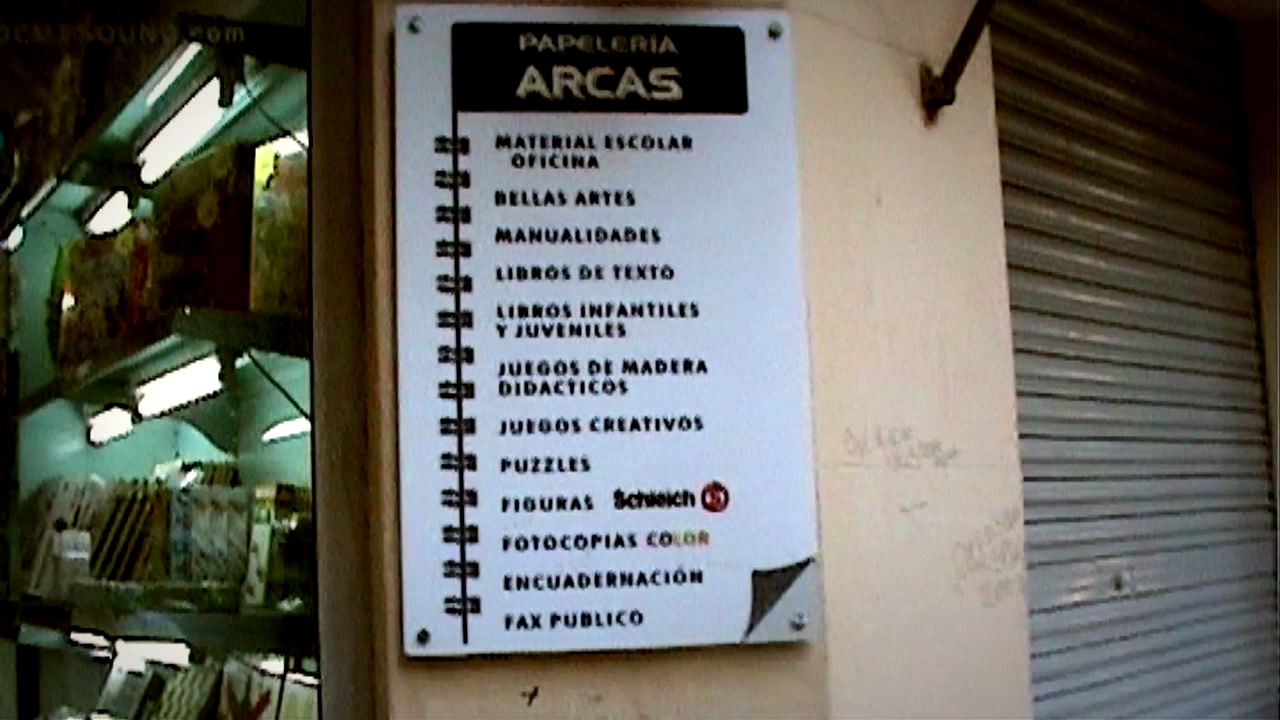 PAPELERÍA
ARCAS
MATERIAL ESCOLAR
OFICINA
BELLAS ARTES
MANUALIDADES
LIBROS DE TEXTO
LIBROS INFANTILES
Y JUVENILES
JUEGOS DE MADERA
DIDACTICOS
JUEGOS CREATIVOS
PUZZLES
FIGURAS Schleich S
FOTOCOPIAS COLOR
ENCUADERNACIÓN
FAX PUBLICO